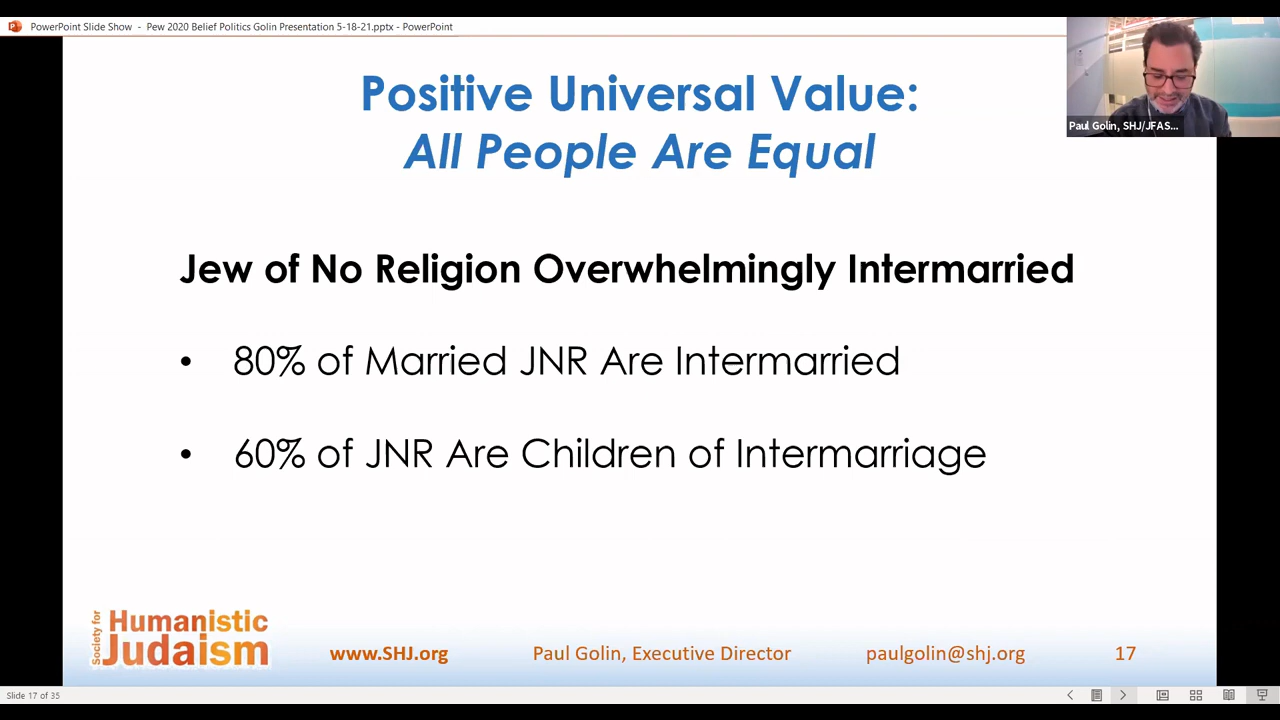 PowerPoint Slide Show - Pew 2020 Belief Politics Golin Presentation 5-18-21.pptx - PowerPoint
Paul Golin, SHJ/JFAS...
Positive Universal Value:
All People Are Equal
Jew of No Religion Overwhelmingly Intermarried
• 80% of Married JNR Are Intermarried
• 60% of JNR Are Children of Intermarriage
Society for
Humanistic
Judaism
www.SHJ.org
Paul Golin, Executive Director
paulgolin@shj.org
17
Slide 17 of 35